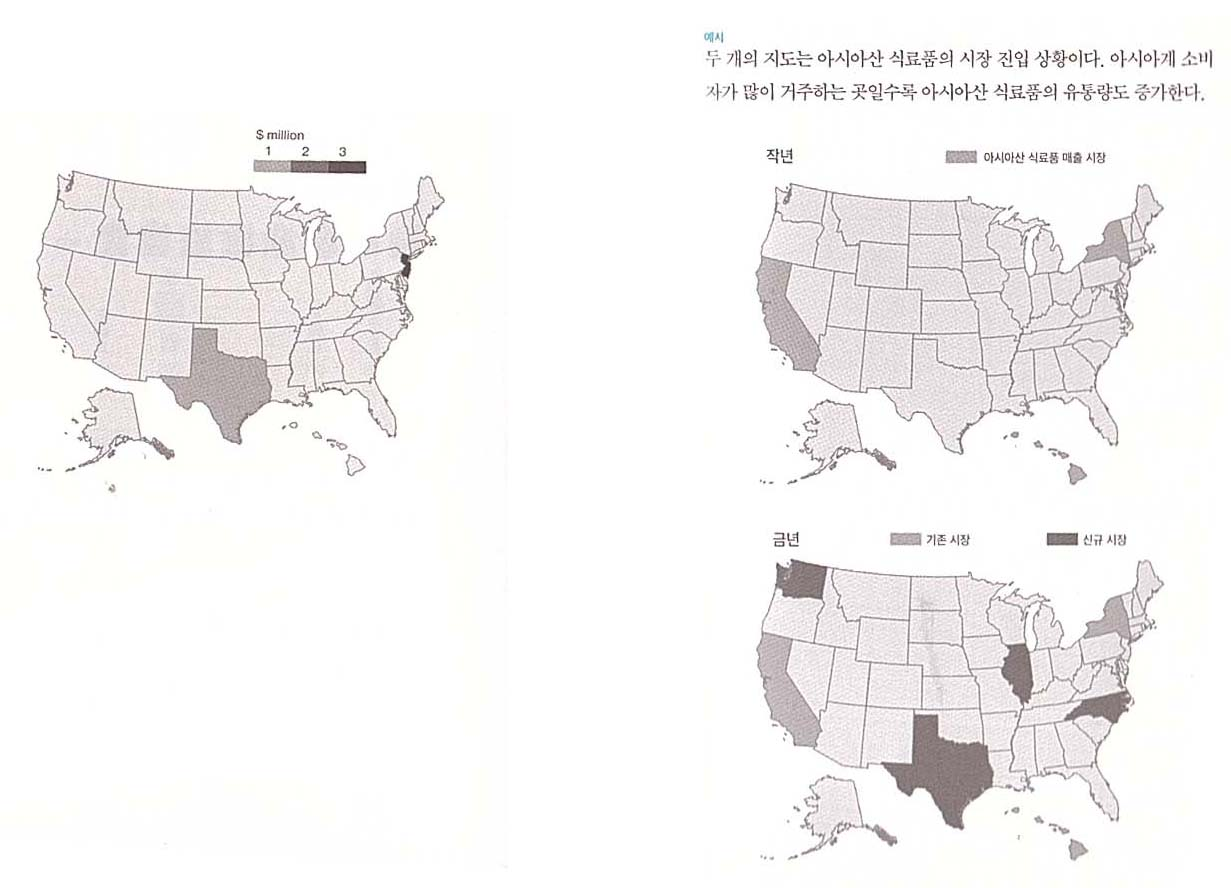 $ million
1 2 3
예시
두 개의 지도는 아시아산 식료품의 시장 진입 상황이다. 아시아계 소비
자가 많이 거주하는 곳일수록 아시아산 식료품의 유통량도 증가한다.
작년
아시아산 식료품 매출 시장
금년
기존 시장
신규 시장